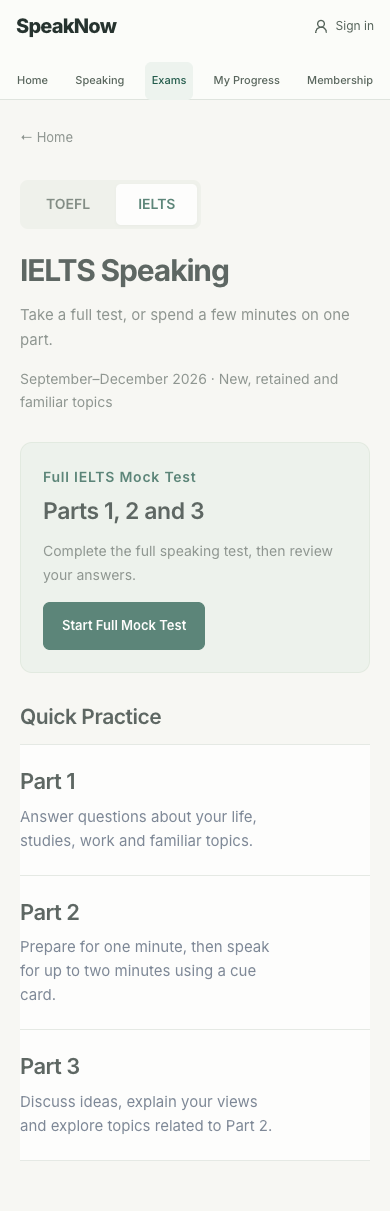 SpeakNow
Sign in
Home
Speaking
Exams
My Progress
Membership
← Home
TOEFL
IELTS
IELTS Speaking
Take a full test, or spend a few minutes on one
part.
September–December 2026 · New, retained and
familiar topics
Full IELTS Mock Test
Parts 1, 2 and 3
Complete the full speaking test, then review
your answers.
Start Full Mock Test
Quick Practice
Part 1
Answer questions about your life,
studies, work and familiar topics.
Part 2
Prepare for one minute, then speak
for up to two minutes using a cue
card.
Part 3
Discuss ideas, explain your views
and explore topics related to Part 2.